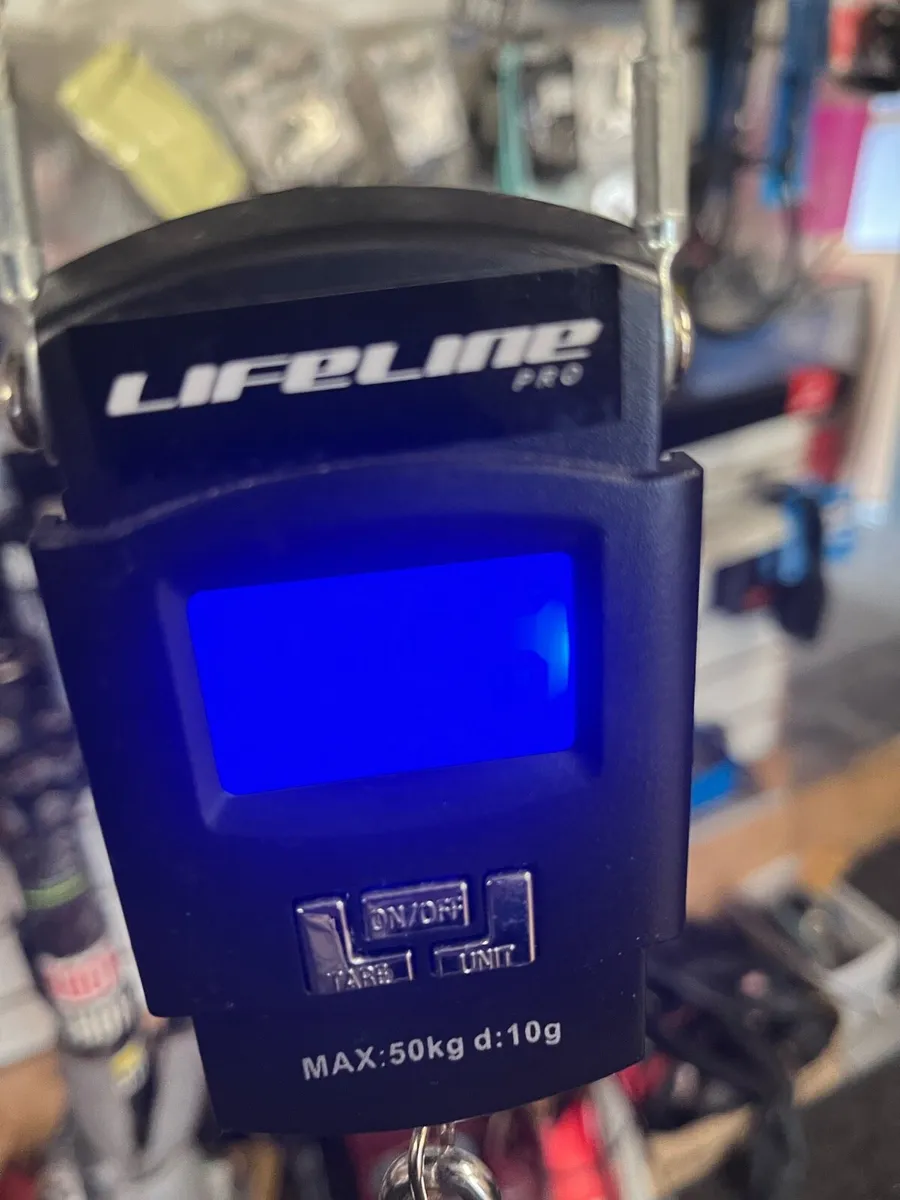 LIFELINE
PRO
ON/OFF
TARE
UNIT
MAX:50kg d:10g